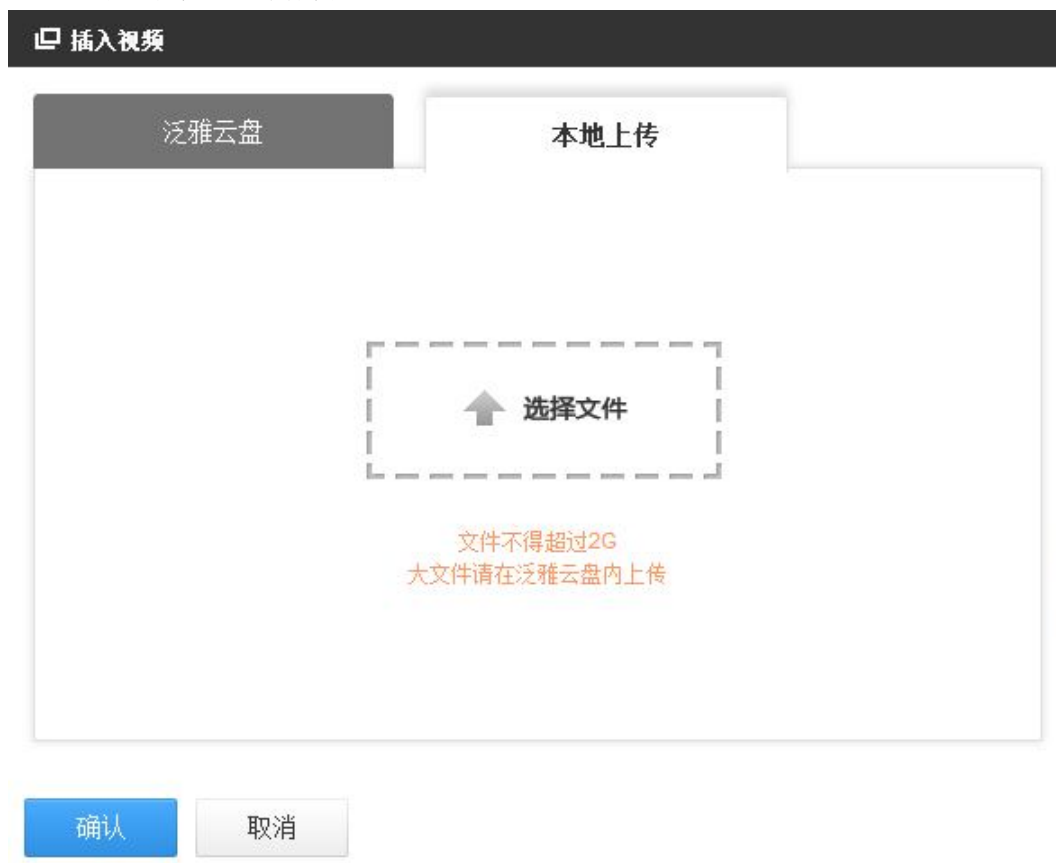 插入视频
泛雅云盘
本地上传
选择文件
文件不得超过2G
大文件请在泛雅云盘内上传
确认
取消